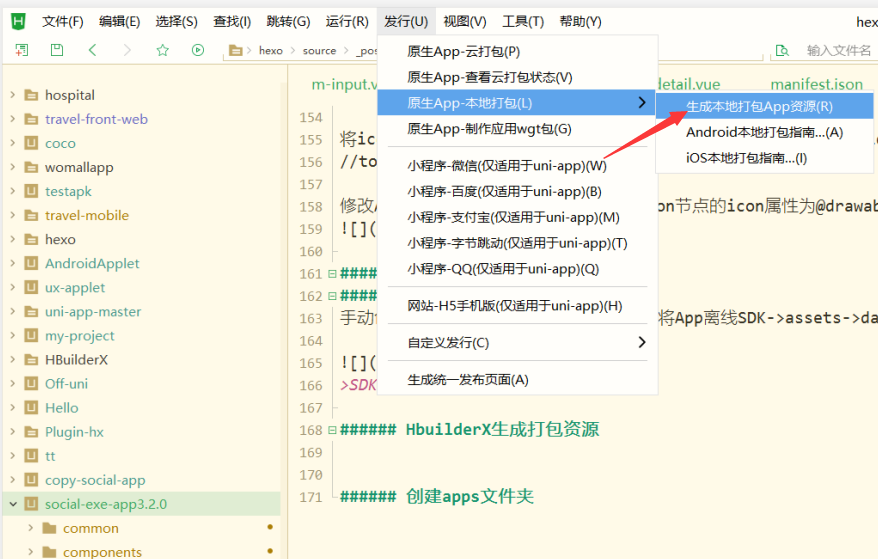 文件(F) 编辑(E) 选择(S) 查找(I) 跳转(G) 运行(R) 发行(U) 视图(V) 工具(T) 帮助(Y) hexo
hexo source _pos 输入文件名
m-input.v detail.vue manifest.json
原生App-云打包(P)
原生App-查看云打包状态(V)
原生App-本地打包(L)
原生App-制作应用wgt包(G)
小程序-微信(仅适用于uni-app)(W)
小程序-百度(仅适用于uni-app)(B)
小程序-支付宝(仅适用于uni-app)(M)
小程序-字节跳动(仅适用于uni-app)(T)
小程序-QQ(仅适用于uni-app)(Q)
网站-H5手机版(仅适用于uni-app)(H)
自定义发行(C)
生成统一发布页面(A)
生成本地打包App资源(R)
Android本地打包指南...(A)
iOS本地打包指南...(I)
hospital
travel-front-web
coco
womallapp
testapk
travel-mobile
hexo
AndroidApplet
ux-applet
uni-app-master
my-project
HBuilderX
Off-uni
Hello
Plugin-hx
tt
copy-social-app
social-exe-app3.2.0
common
components
154
155 将ic
156 //to
157
158 修改A on节点的icon属性为@drawab
159 ![](
160
161 #####
162 #####
163 手动 将App离线SDK->assets->da
164
165 ![](
166 >SDK
167
168 ###### HbuilderX生成打包资源
169
170
171 ###### 创建apps文件夹